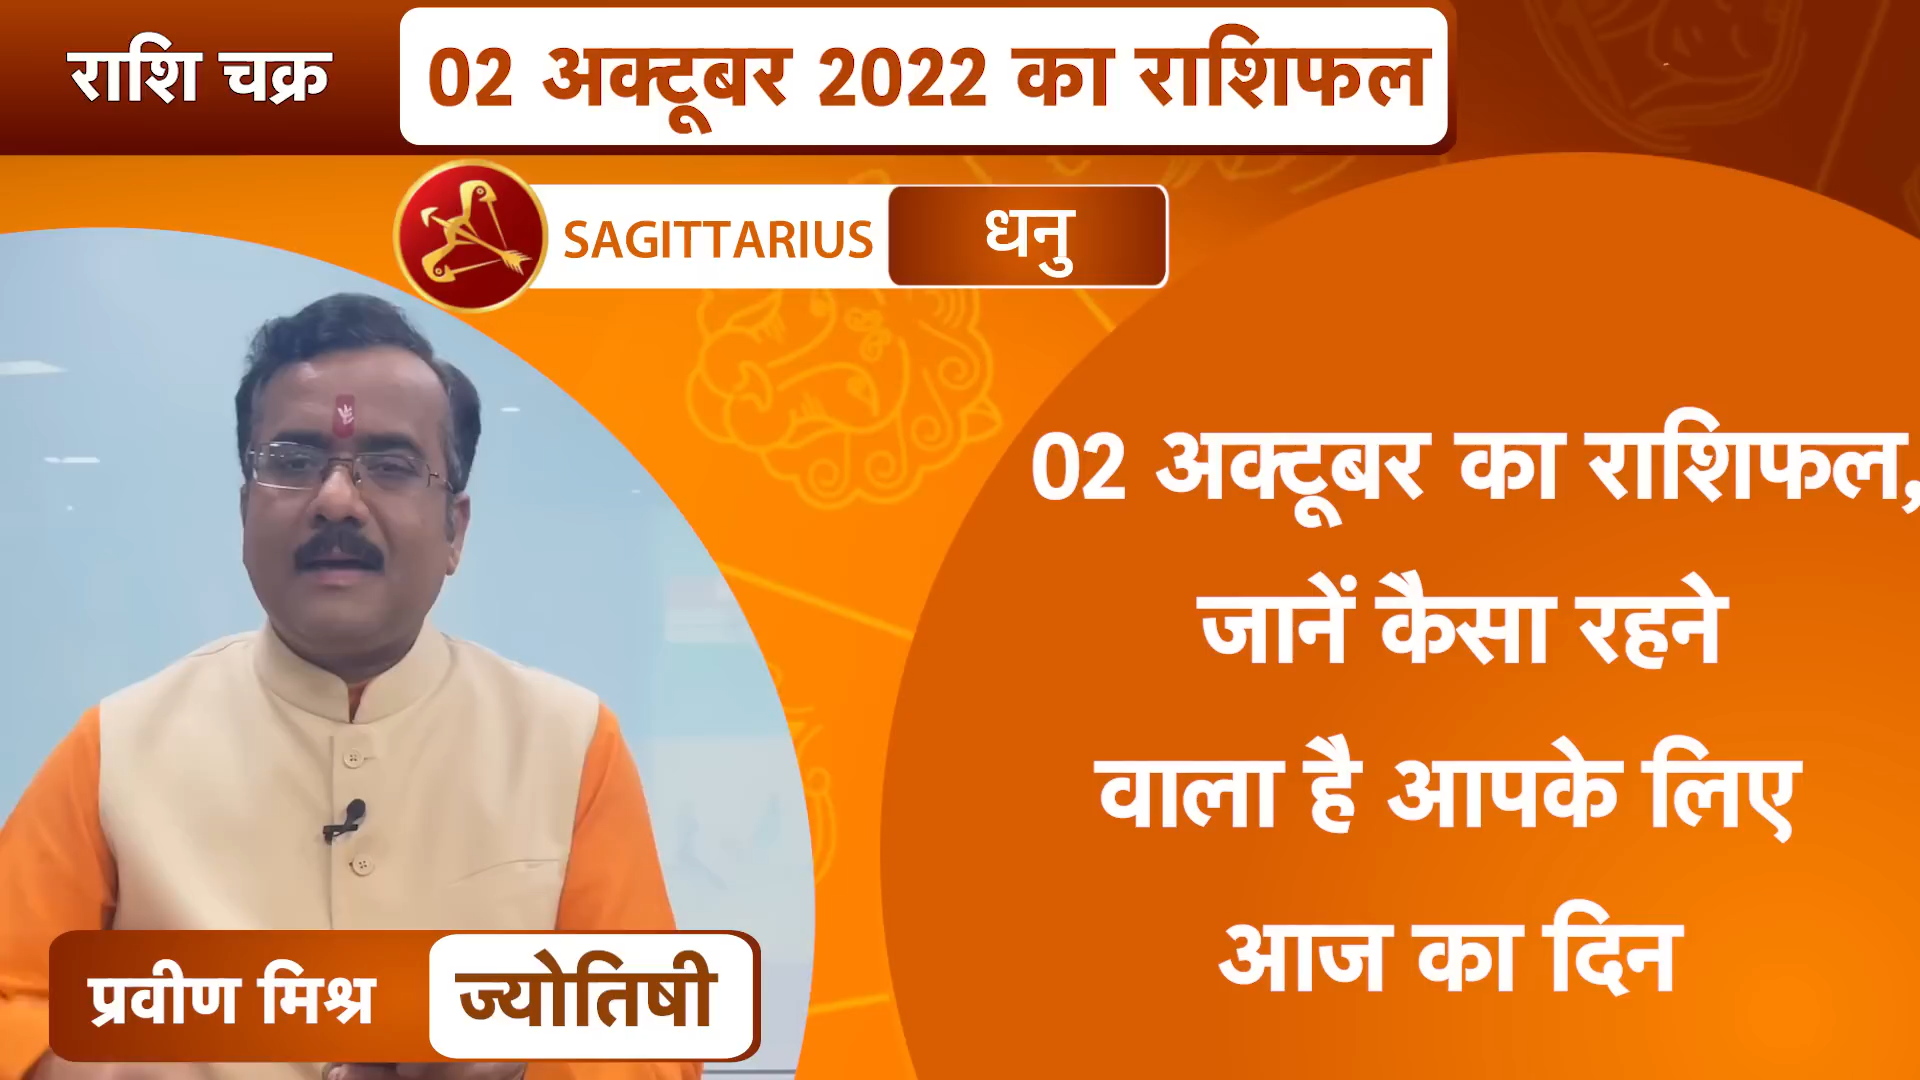 राशि चक्र
02 अक्टूबर 2022 का राशिफल
SAGITTARIUS
धनु
02 अक्टूबर का राशिफल,
जानें कैसा रहने
वाला है आपके लिए
आज का दिन
प्रवीण मिश्र
ज्योतिषी